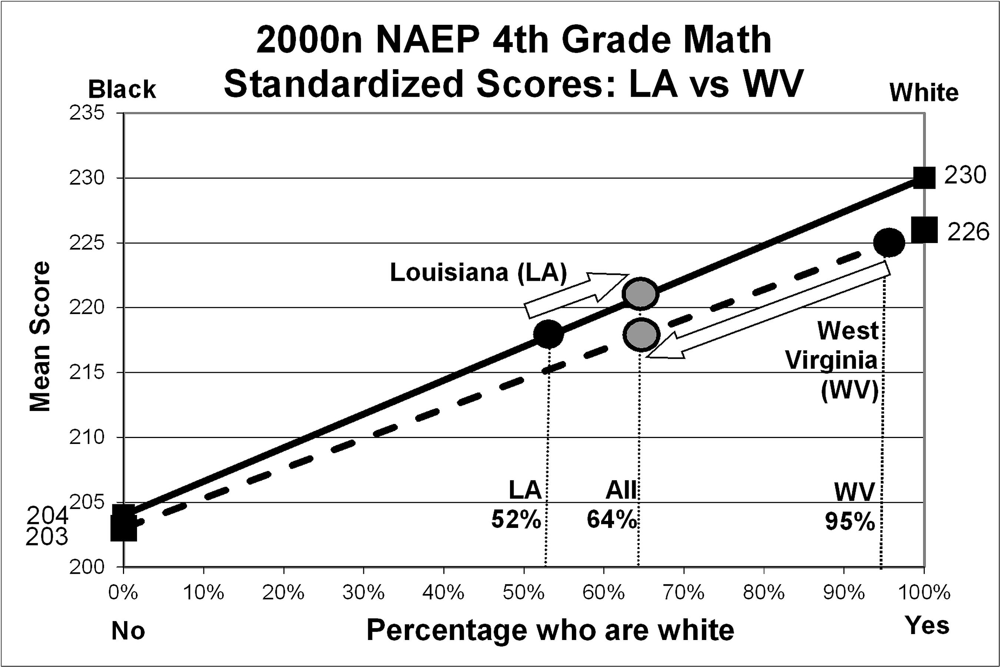 2000n NAEP 4th Grade Math
Standardized Scores: LA vs WV
Black
White
235
230
225
220
215
210
205
200
204
203
230
226
Mean Score
Louisiana (LA)
West
Virginia
(WV)
LA
52%
All
64%
WV
95%
0% 10% 20% 30% 40% 50% 60% 70% 80% 90% 100%
No
Percentage who are white
Yes